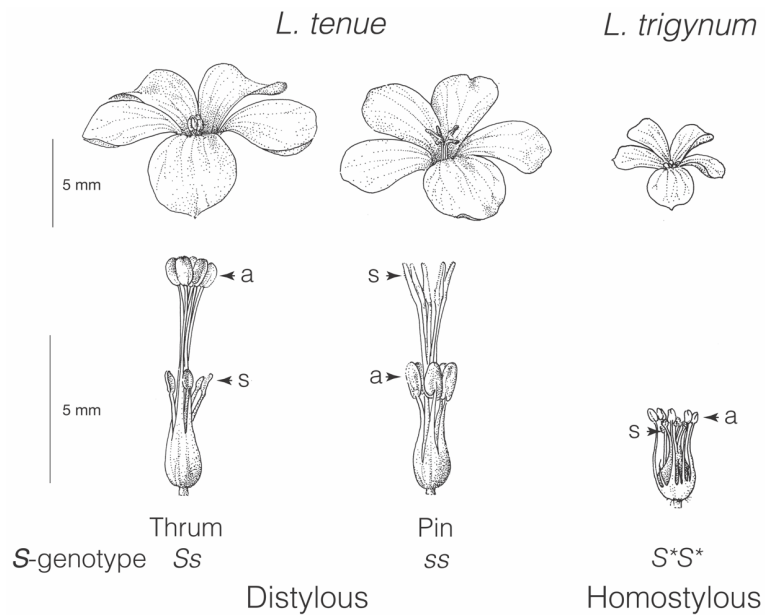 L. tenue L. trigynum
5 mm
a
s
s
a
5 mm
a
s
Thrum Pin
S-genotype Ss ss S*S*
Distylous Homostylous